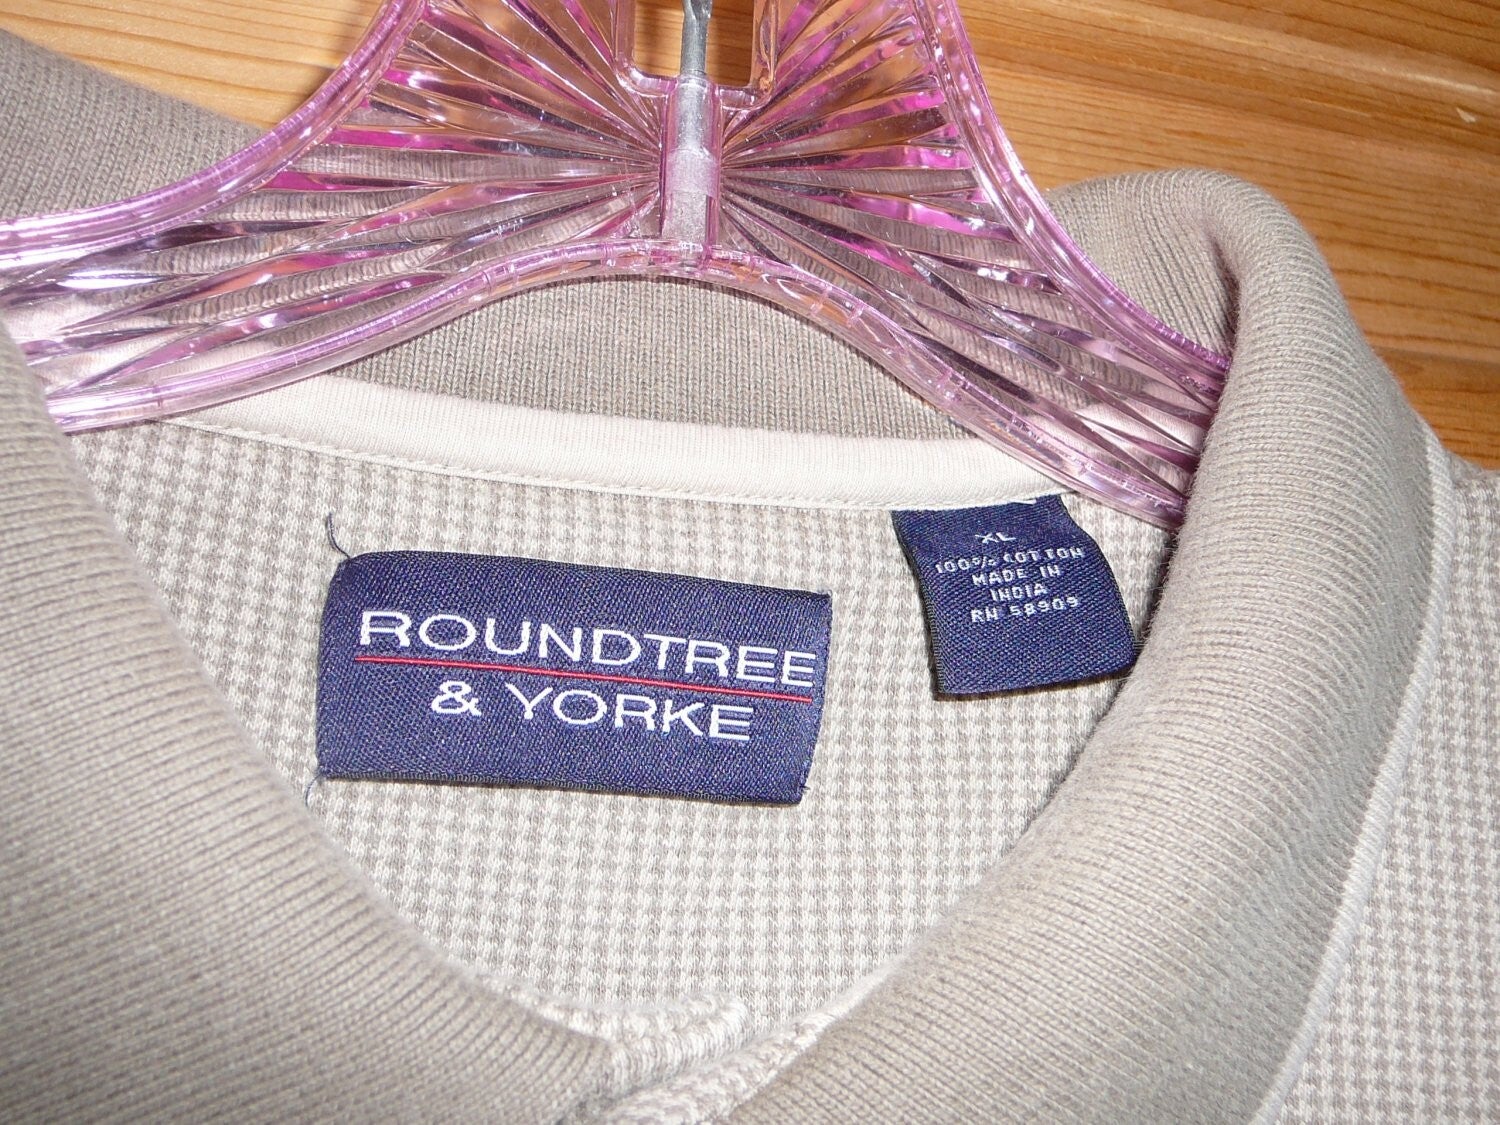 ROUNDTREE
& YORKE
XL
100% COTTON
MADE IN
INDIA
RN 58909